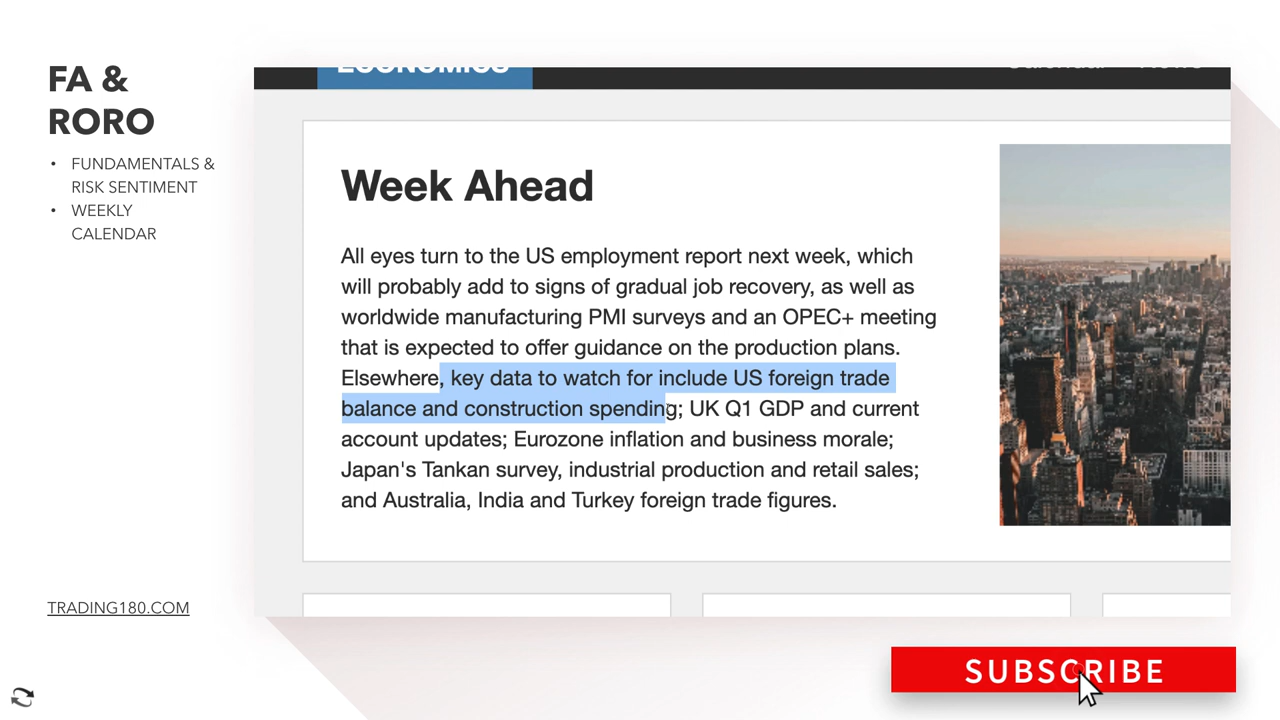 FA &
RORO
• FUNDAMENTALS &
RISK SENTIMENT
• WEEKLY
CALENDAR
TRADING180.COM
ECONOMICS
Calendar News
Week Ahead
All eyes turn to the US employment report next week, which
will probably add to signs of gradual job recovery, as well as
worldwide manufacturing PMI surveys and an OPEC+ meeting
that is expected to offer guidance on the production plans.
Elsewhere, key data to watch for include US foreign trade
balance and construction spending; UK Q1 GDP and current
account updates; Eurozone inflation and business morale;
Japan's Tankan survey, industrial production and retail sales;
and Australia, India and Turkey foreign trade figures.
SUBSCRIBE